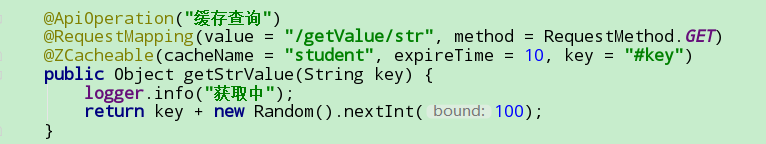 @ApiOperation("缓存查询")
@RequestMapping(value = "/getValue/str", method = RequestMethod.GET)
@ZCacheable(cacheName = "student", expireTime = 10, key = "#key")
public Object getStrValue(String key) {
    logger.info("获取中");
    return key + new Random().nextInt( bound: 100);
}